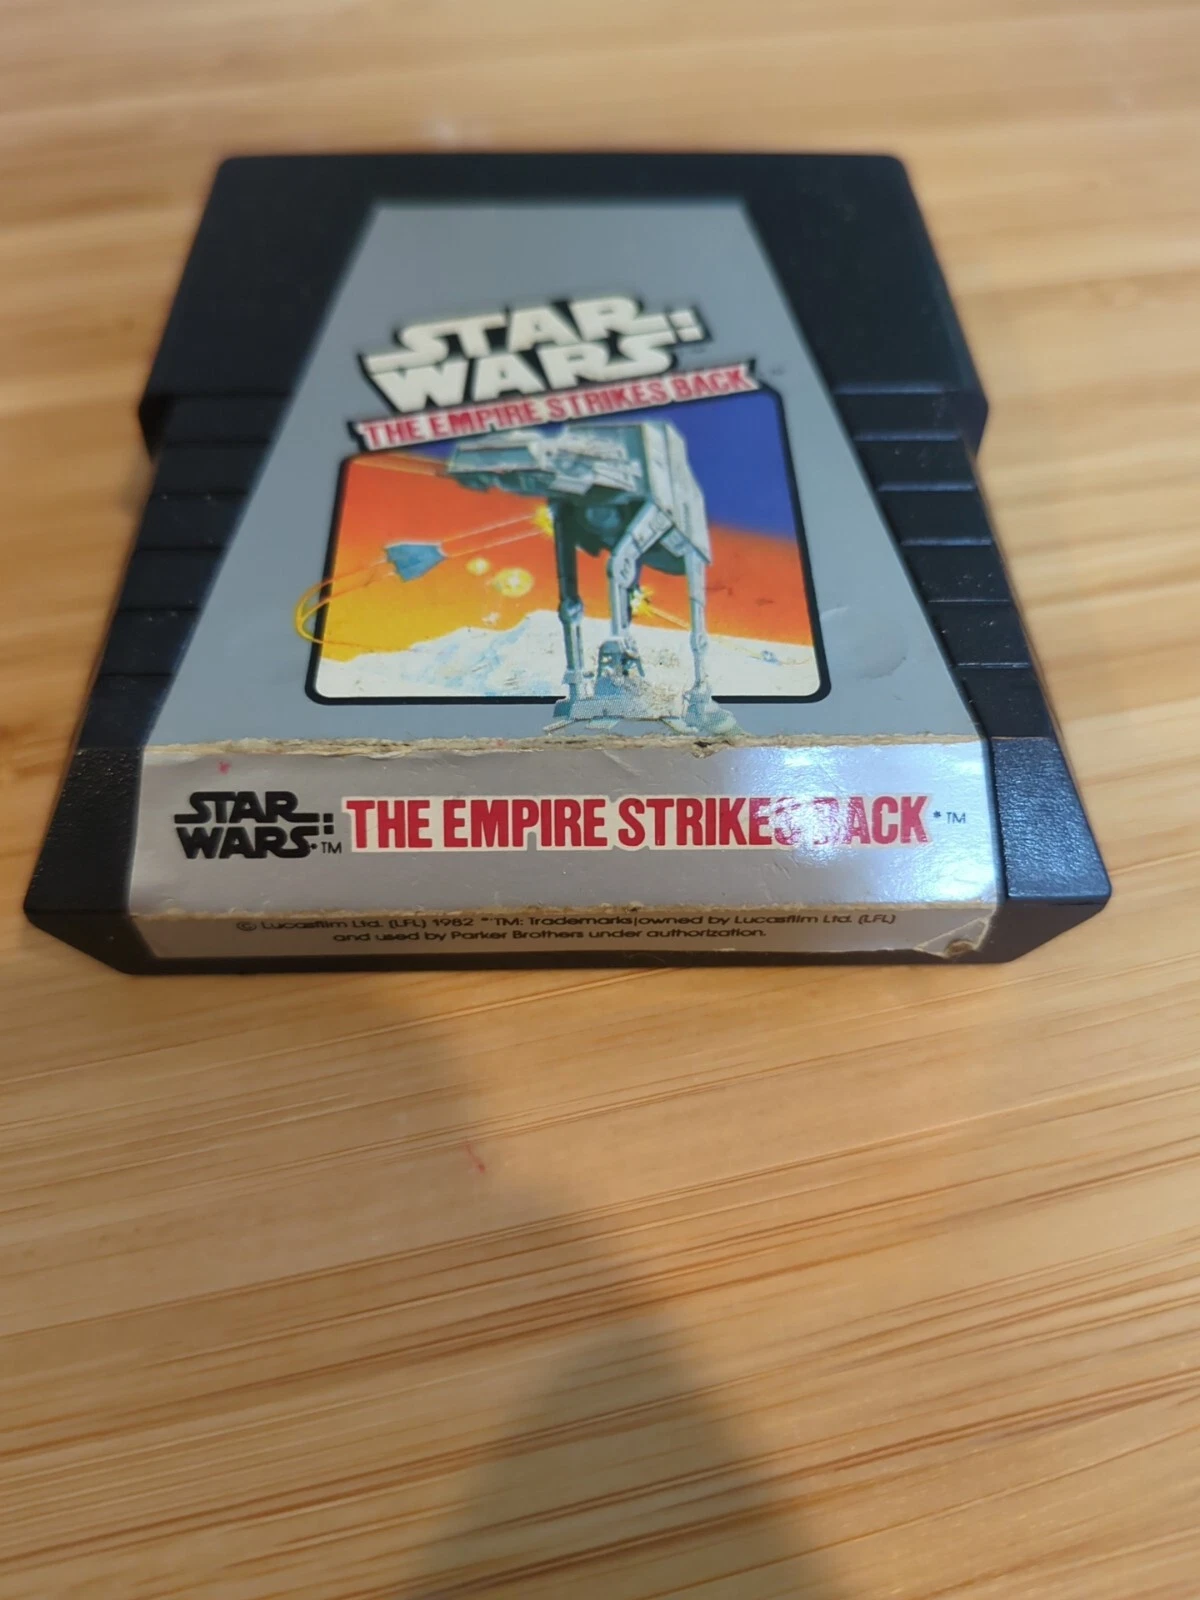 STAR:
WARS
THE EMPIRE STRIKES BACK
STAR: THE EMPIRE STRIKES BACK *TM
WARS *TM
© Lucasfilm Ltd. (LFL) 1982 *TM: Trademarks owned by Lucasfilm Ltd. (LFL)
and used by Parker Brothers under authorization.